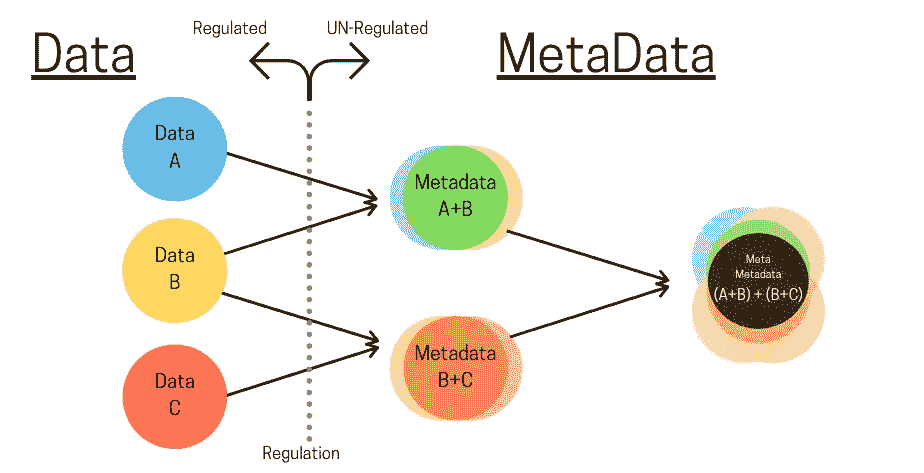 Data
Regulated
UN-Regulated
MetaData
Data
A
Data
B
Data
C
Metadata
A+B
Metadata
B+C
Meta
Metadata
(A+B) + (B+C)
Regulation